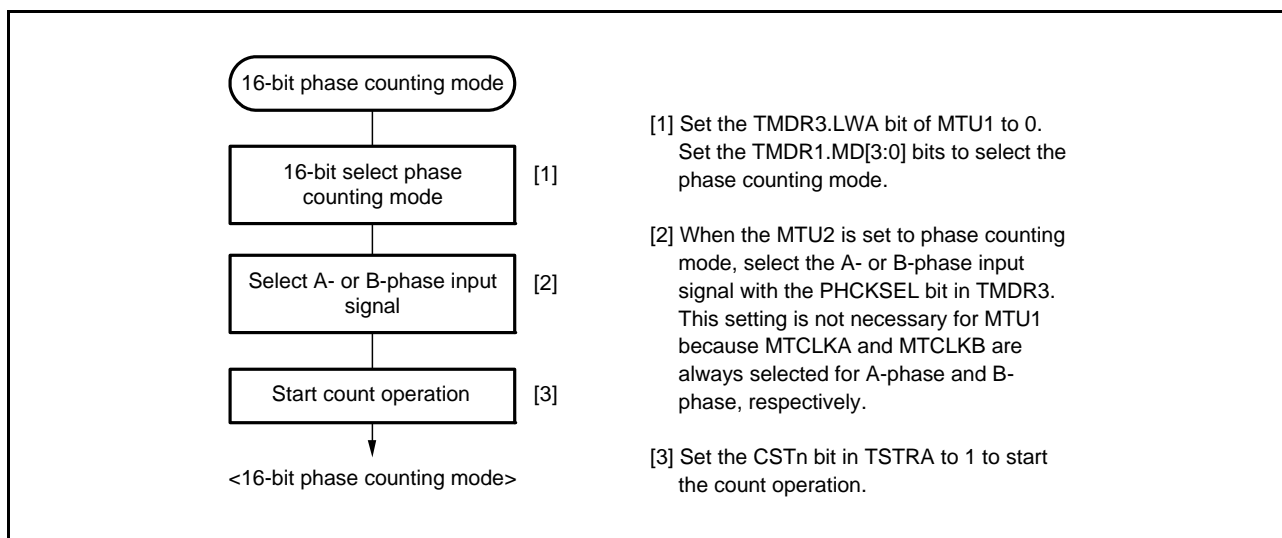 16-bit phase counting mode
16-bit select phase
counting mode
[1]
Select A- or B-phase input
signal
[2]
Start count operation
[3]
<16-bit phase counting mode>
[1] Set the TMDR3.LWA bit of MTU1 to 0.
Set the TMDR1.MD[3:0] bits to select the
phase counting mode.
[2] When the MTU2 is set to phase counting
mode, select the A- or B-phase input
signal with the PHCKSEL bit in TMDR3.
This setting is not necessary for MTU1
because MTCLKA and MTCLKB are
always selected for A-phase and B-
phase, respectively.
[3] Set the CSTn bit in TSTRA to 1 to start
the count operation.